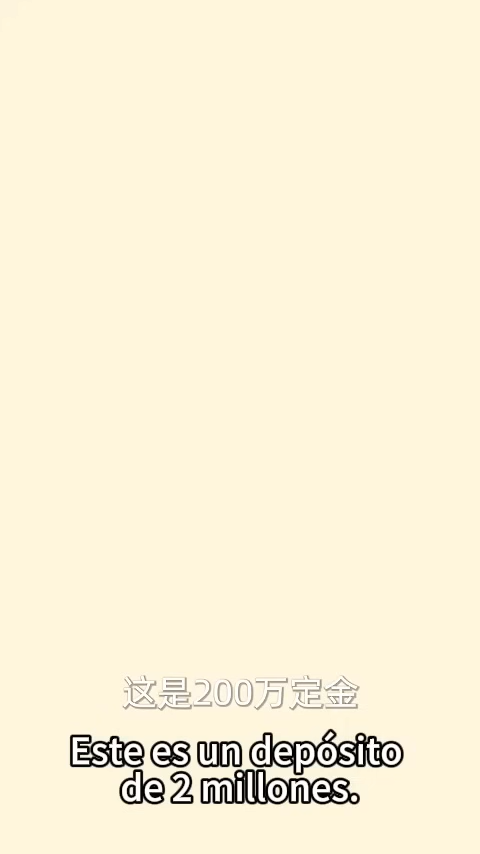 这是200万定金
Este es un depósito
de 2 millones.